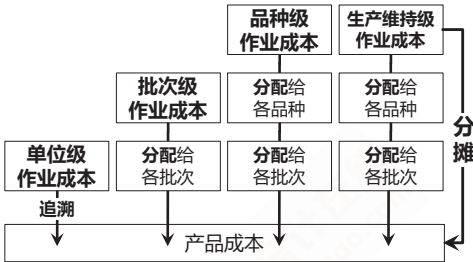 品种级
作业成本
生产维持级
作业成本
批次级
作业成本
分配给
各品种
分配给
各品种
分摊
单位级
作业成本
分配给
各批次
分配给
各批次
分配给
各批次
追溯
产品成本